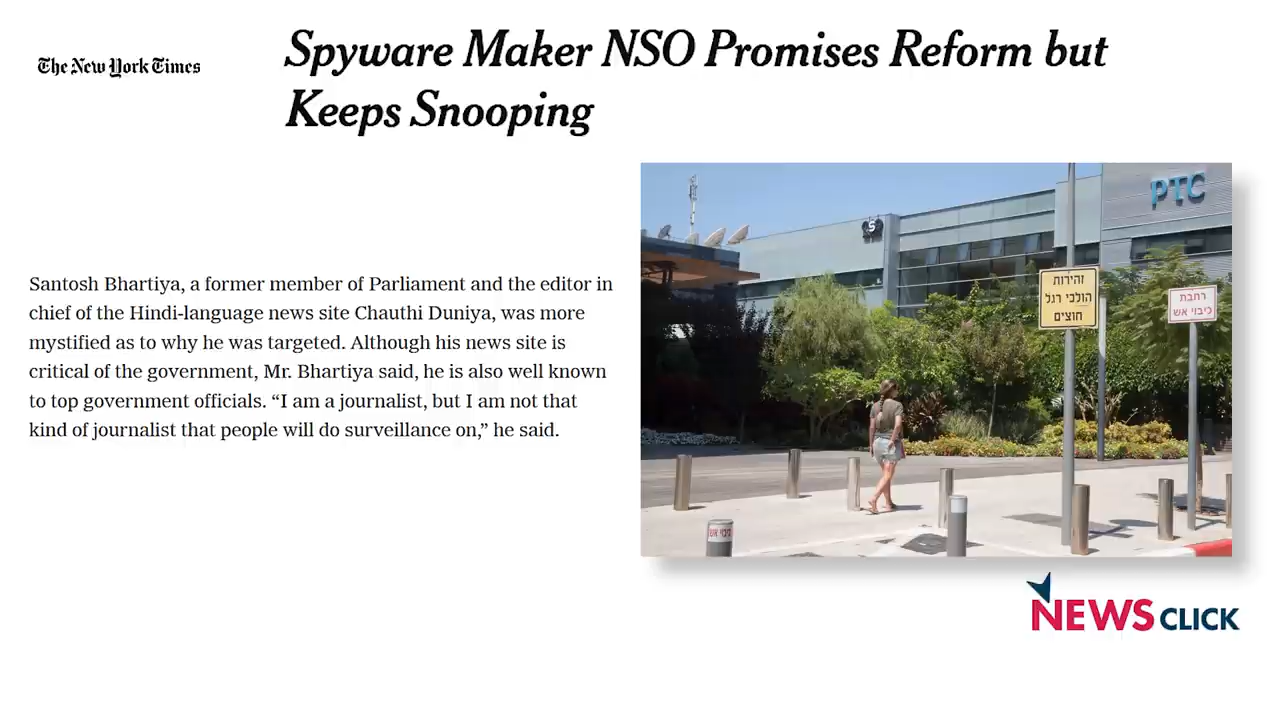 The New York Times
Spyware Maker NSO Promises Reform but
Keeps Snooping
Santosh Bhartiya, a former member of Parliament and the editor in
chief of the Hindi-language news site Chauthi Duniya, was more
mystified as to why he was targeted. Although his news site is
critical of the government, Mr. Bhartiya said, he is also well known
to top government officials. “I am a journalist, but I am not that
kind of journalist that people will do surveillance on,” he said.
PTC
זהירות
הולכי רגל
חוצים
רחבת
כיבוי אש
כיבוי אש
NEWSCLICK